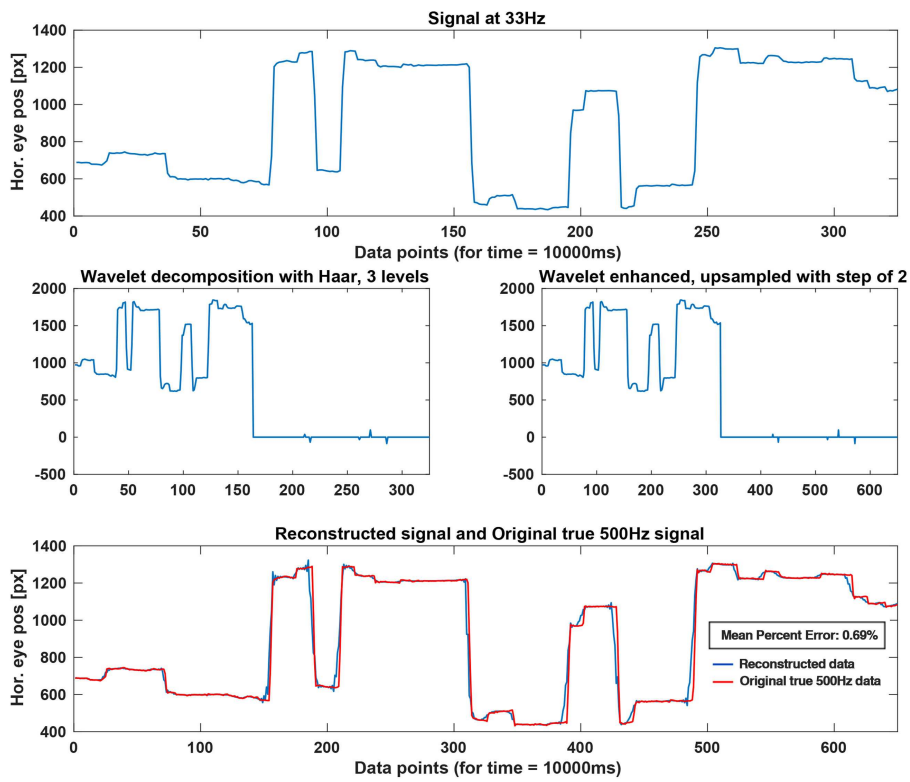 Signal at 33Hz
Hor. eye pos [px]
1400
1200
1000
800
600
400
0 50 100 150 200 250 300
Data points (for time = 10000ms)
Wavelet decomposition with Haar, 3 levels
2000
1500
1000
500
0
-500
0 50 100 150 200 250 300
Wavelet enhanced, upsampled with step of 2
2000
1500
1000
500
0
-500
0 100 200 300 400 500 600
Reconstructed signal and Original true 500Hz signal
Hor. eye pos [px]
1400
1200
1000
800
600
400
Mean Percent Error: 0.69%
Reconstructed data
Original true 500Hz data
0 100 200 300 400 500 600
Data points (for time = 10000ms)